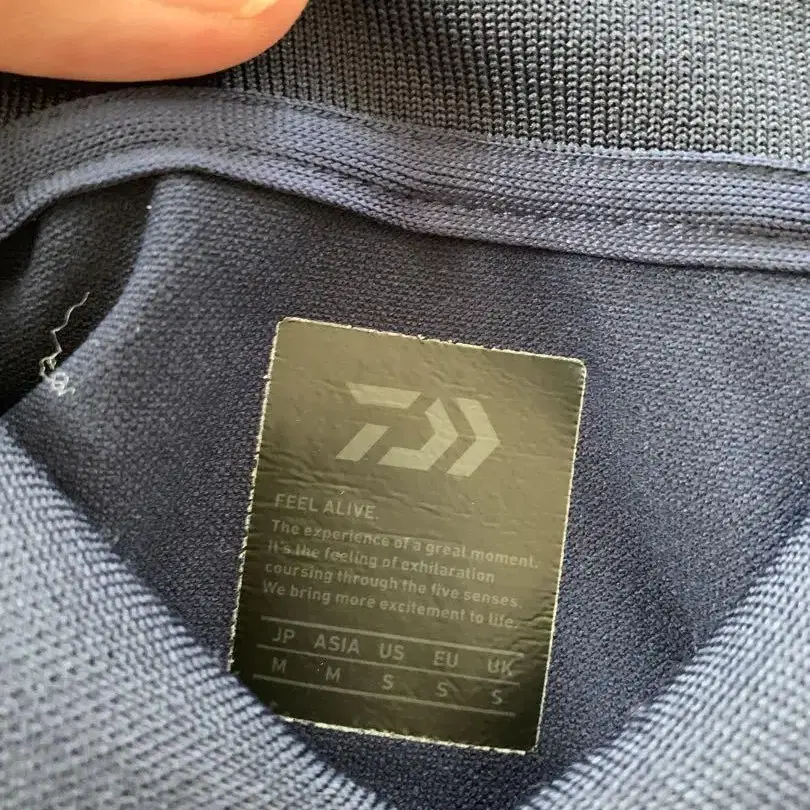 FEEL ALIVE.
The experience of a great moment.
It's the feeling of exhilaration
coursing through the five senses.
We bring more excitement to life.
JP ASIA US EU UK
M M S S S